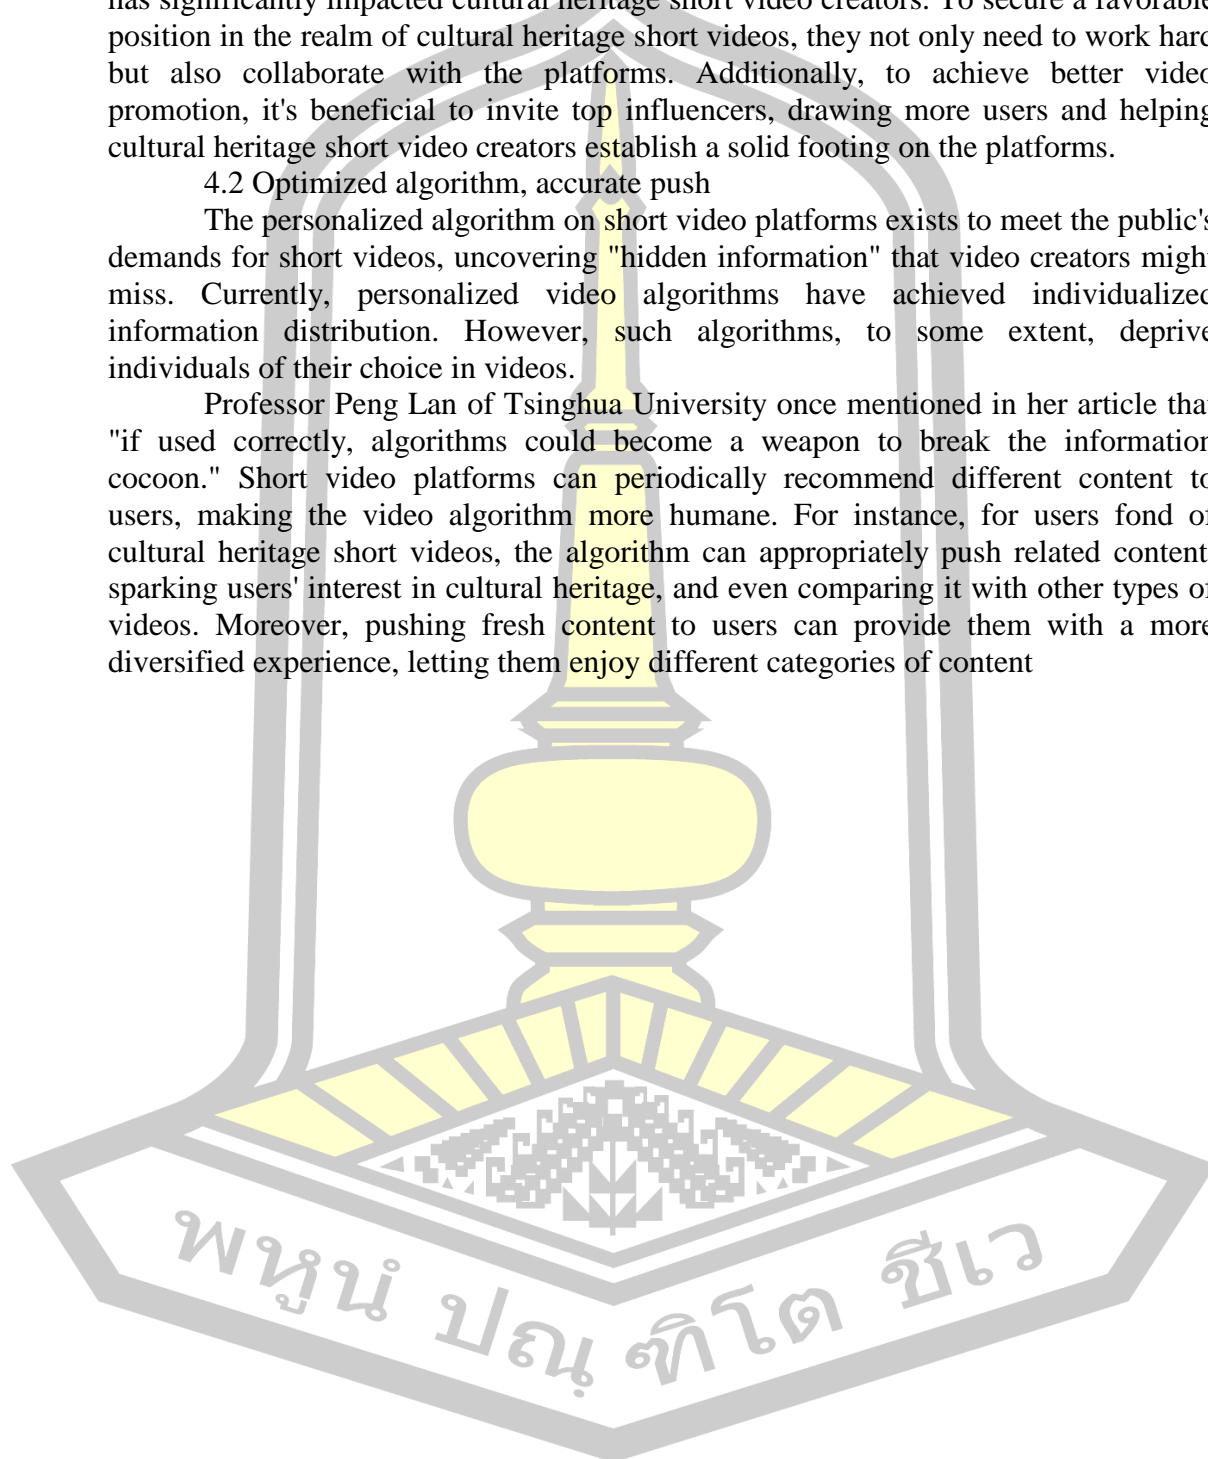 has significantly impacted cultural heritage short video creators. To secure a favorable
position in the realm of cultural heritage short videos, they not only need to work hard
but also collaborate with the platforms. Additionally, to achieve better video
promotion, it's beneficial to invite top influencers, drawing more users and helping
cultural heritage short video creators establish a solid footing on the platforms.
4.2 Optimized algorithm, accurate push
The personalized algorithm on short video platforms exists to meet the public's
demands for short videos, uncovering "hidden information" that video creators might
miss. Currently, personalized video algorithms have achieved individualized
information distribution. However, such algorithms, to some extent, deprive
individuals of their choice in videos.
Professor Peng Lan of Tsinghua University once mentioned in her article that
"if used correctly, algorithms could become a weapon to break the information
cocoon." Short video platforms can periodically recommend different content to
users, making the video algorithm more humane. For instance, for users fond of
cultural heritage short videos, the algorithm can appropriately push related content
sparking users' interest in cultural heritage, and even comparing it with other types of
videos. Moreover, pushing fresh content to users can provide them with a more
diversified experience, letting them enjoy different categories of content
พหูนํ ปณฺฑิโต ชีเว